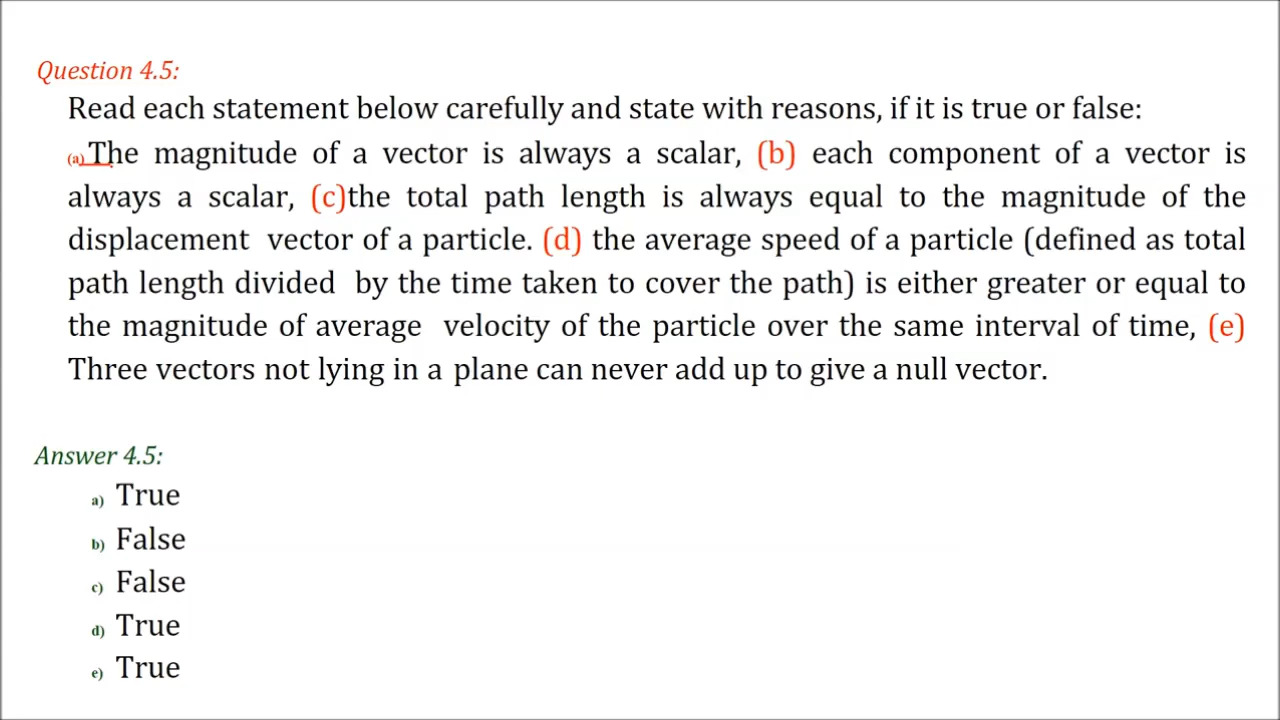 Question 4.5:
Read each statement below carefully and state with reasons, if it is true or false:
(a) The magnitude of a vector is always a scalar, (b) each component of a vector is
always a scalar, (c)the total path length is always equal to the magnitude of the
displacement vector of a particle. (d) the average speed of a particle (defined as total
path length divided by the time taken to cover the path) is either greater or equal to
the magnitude of average velocity of the particle over the same interval of time, (e)
Three vectors not lying in a plane can never add up to give a null vector.
Answer 4.5:
a) True
b) False
c) False
d) True
e) True